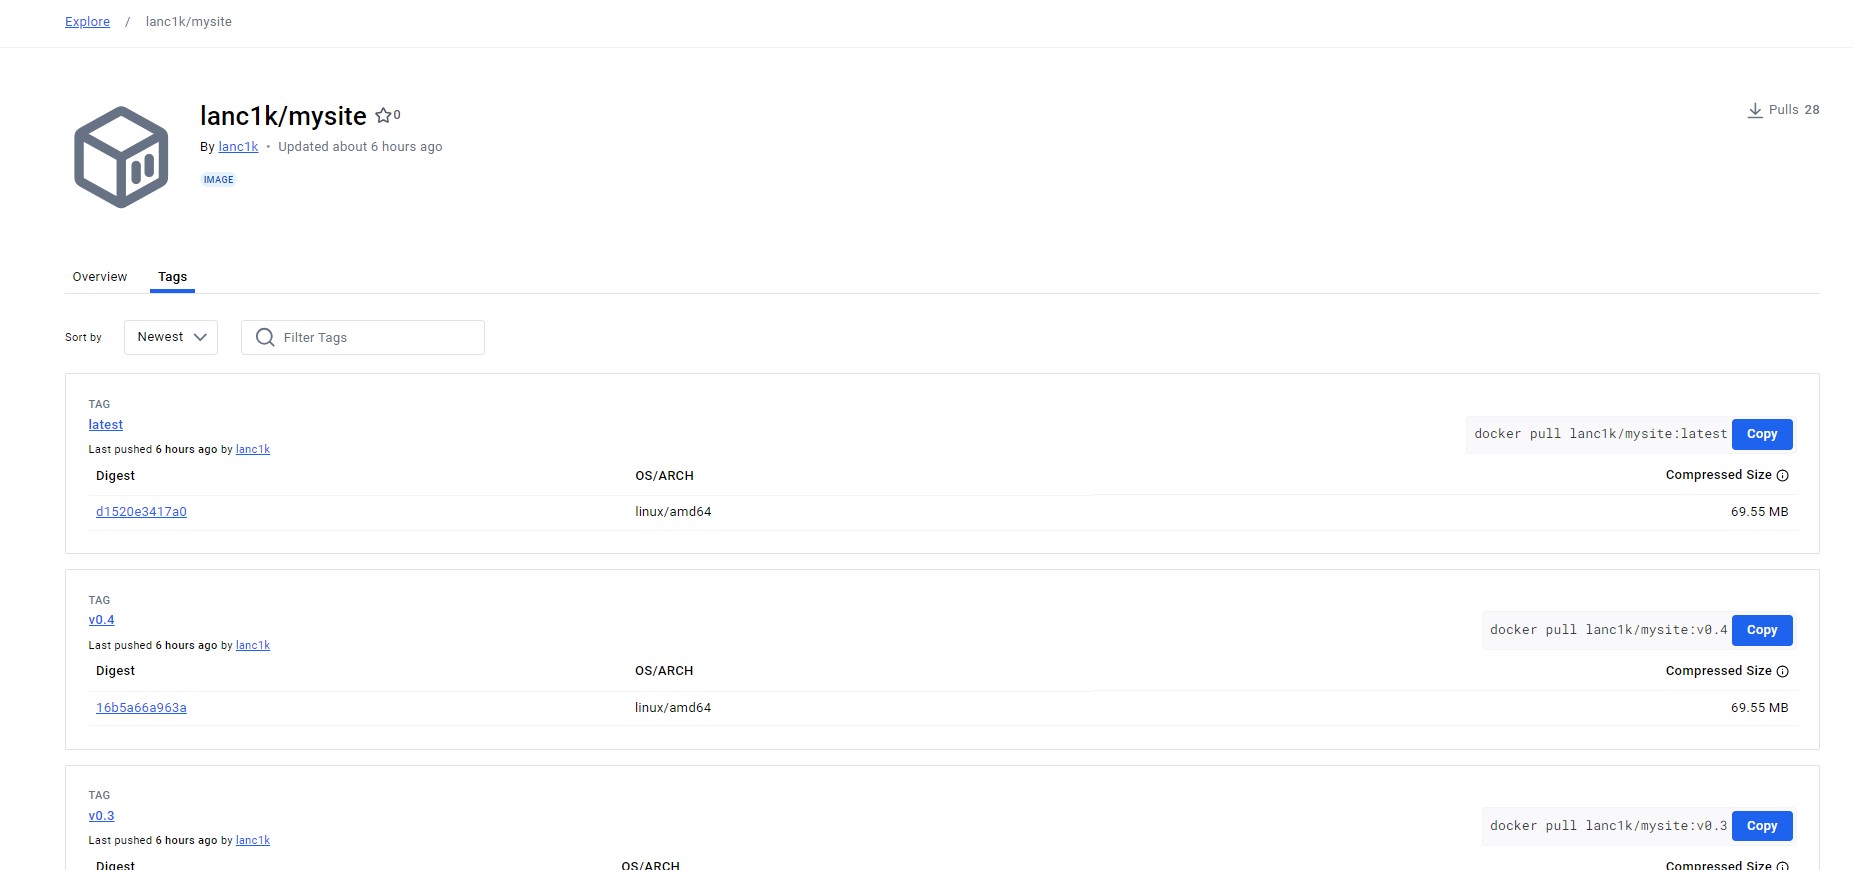 Explore / lanc1k/mysite
lanc1k/mysite 0
Pulls 28
By lanc1k • Updated about 6 hours ago
IMAGE
Overview Tags
Sort by Newest Filter Tags
TAG
latest
docker pull lanc1k/mysite:latest Copy
Last pushed 6 hours ago by lanc1k
Digest OS/ARCH Compressed Size
d1520e3417a0 linux/amd64 69.55 MB
TAG
v0.4
docker pull lanc1k/mysite:v0.4 Copy
Last pushed 6 hours ago by lanc1k
Digest OS/ARCH Compressed Size
16b5a66a963a linux/amd64 69.55 MB
TAG
v0.3
docker pull lanc1k/mysite:v0.3 Copy
Last pushed 6 hours ago by lanc1k
Digest OS/ARCH Compressed Size